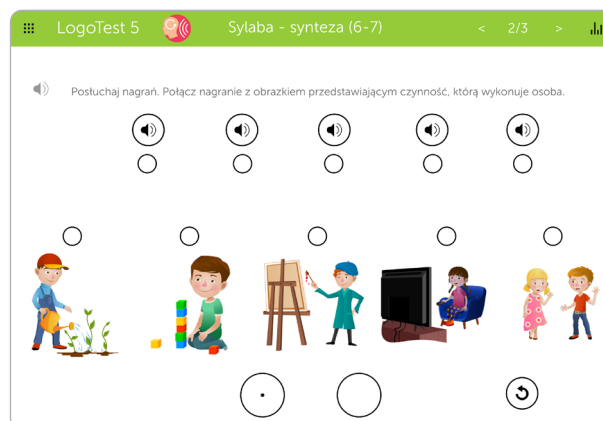 LogoTest 5 Sylaba - synteza (6-7) < 2/3 >
Posłuchaj nagrań. Połącz nagranie z obrazkiem przedstawiającym czynność, którą wykonuje osoba.